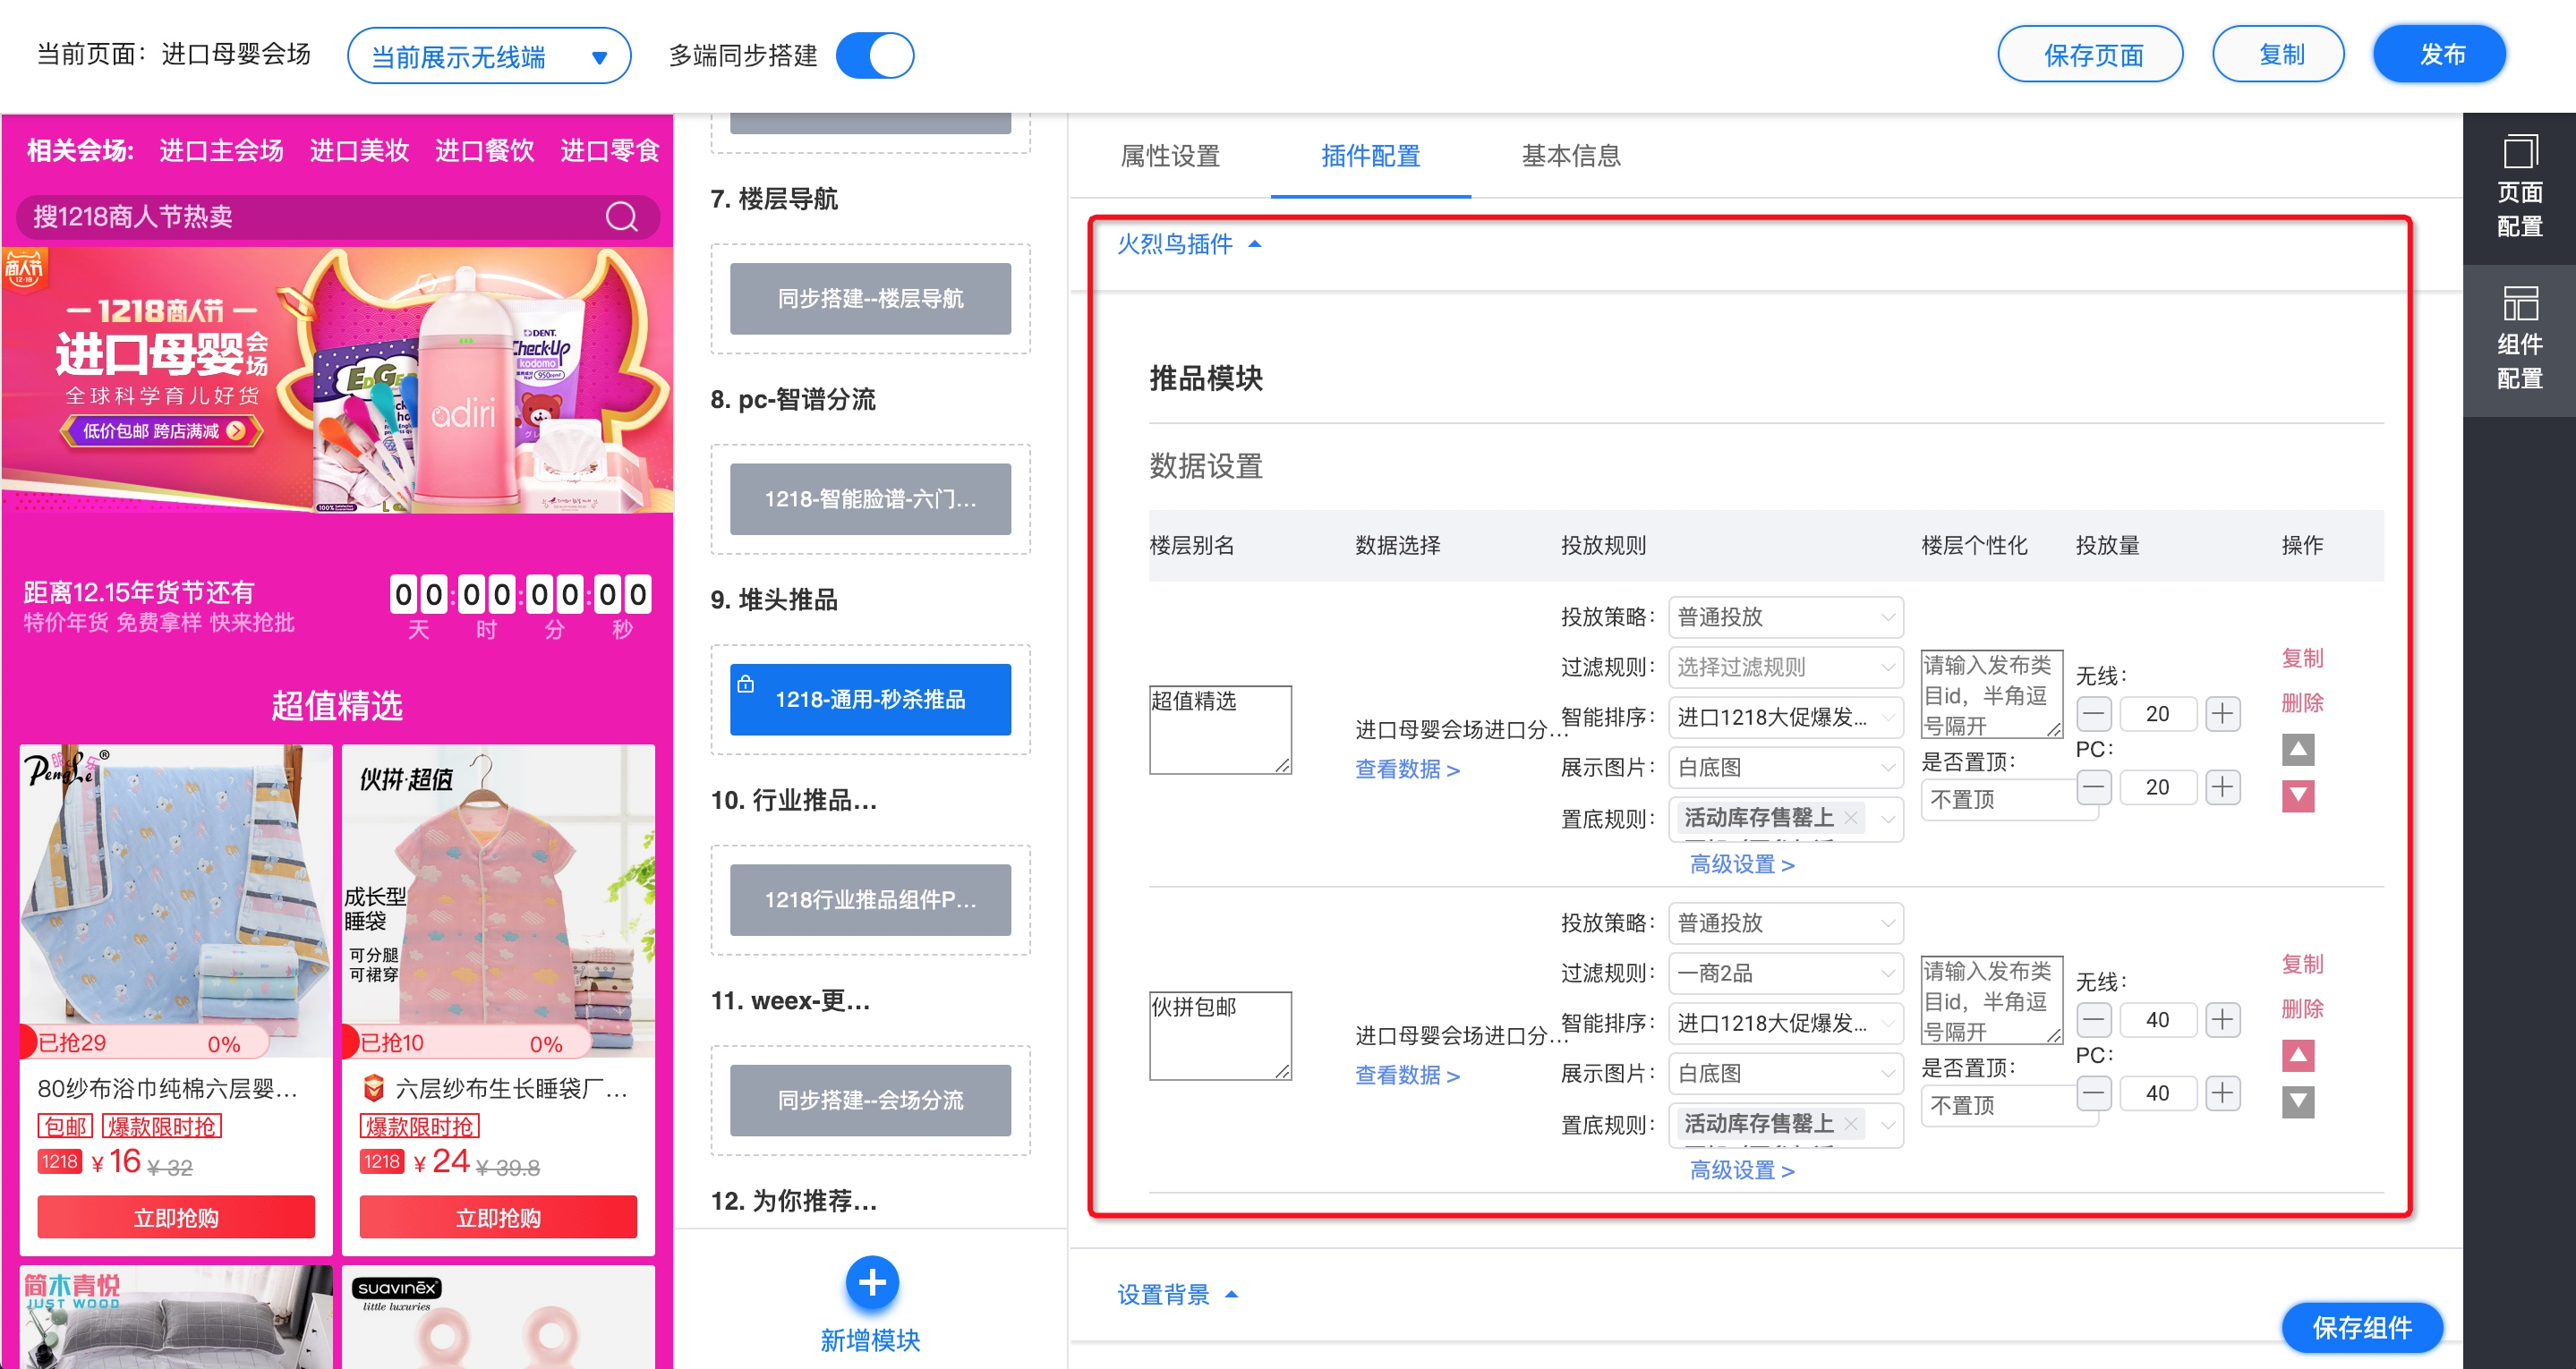 当前页面：进口母婴会场
当前展示无线端
多端同步搭建
保存页面
复制
发布
相关会场:
进口主会场
进口美妆
进口餐饮
进口零食
搜1218商人节热卖
商人节
12·18
1218商人节
进口母婴会场
全球科学育儿好货
低价包邮 跨店满减
adiri
DENT.
Check-Up
kodomo
950ppm
100%
距离12.15年货节还有
00:00:00:00
特价年货 免费拿样 快来抢批
天 时 分 秒
超值精选
伙拼·超值
成长型
睡袋
可分腿
可裙穿
已抢29
0%
已抢10
0%
80纱布浴巾纯棉六层婴…
六层纱布生长睡袋厂…
包邮 爆款限时抢
爆款限时抢
1218 ¥ 16 ¥ 32
1218 ¥ 24 ¥ 39.8
立即抢购
立即抢购
简木青悦
JUST WOOD
suavinex
little luxuries
7. 楼层导航
同步搭建--楼层导航
8. pc-智谱分流
1218-智能脸谱-六门…
9. 堆头推品
1218-通用-秒杀推品
10. 行业推品…
1218行业推品组件P…
11. weex-更…
同步搭建--会场分流
12. 为你推荐…
新增模块
属性设置
插件配置
基本信息
火烈鸟插件
推品模块
数据设置
楼层别名 数据选择 投放规则 楼层个性化 投放量 操作
超值精选
进口母婴会场进口分…
查看数据 >
投放策略： 普通投放
过滤规则： 选择过滤规则
智能排序： 进口1218大促爆发…
展示图片： 白底图
置底规则： 活动库存售罄上
高级设置 >
请输入发布类
目id，半角逗
号隔开
是否置顶：
不置顶
无线：
20
PC：
20
复制
删除
伙拼包邮
进口母婴会场进口分…
查看数据 >
投放策略： 普通投放
过滤规则： 一商2品
智能排序： 进口1218大促爆发…
展示图片： 白底图
置底规则： 活动库存售罄上
高级设置 >
请输入发布类
目id，半角逗
号隔开
是否置顶：
不置顶
无线：
40
PC：
40
复制
删除
设置背景
保存组件
页面
配置
组件
配置